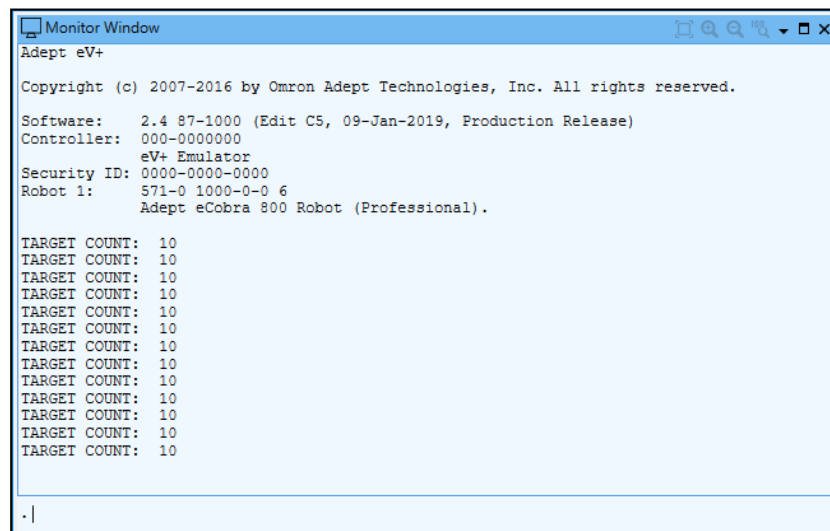 Monitor Window
Adept eV+
Copyright (c) 2007-2016 by Omron Adept Technologies, Inc. All rights reserved.
Software: 2.4 87-1000 (Edit C5, 09-Jan-2019, Production Release)
Controller: 000-0000000
eV+ Emulator
Security ID: 0000-0000-0000
Robot 1: 571-0 1000-0-0 6
Adept eCobra 800 Robot (Professional).
TARGET COUNT: 10
TARGET COUNT: 10
TARGET COUNT: 10
TARGET COUNT: 10
TARGET COUNT: 10
TARGET COUNT: 10
TARGET COUNT: 10
TARGET COUNT: 10
TARGET COUNT: 10
TARGET COUNT: 10
TARGET COUNT: 10
TARGET COUNT: 10
TARGET COUNT: 10
.